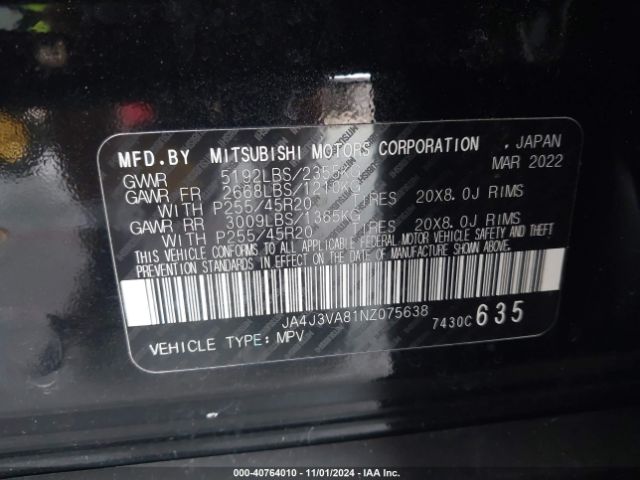 MFD.BY MITSUBISHI MOTORS CORPORATION , JAPAN
MAR 2022
GVWR 5192LBS/2355KG
GAWR FR 2668LBS/1210KG
WITH P255/45R20 TIRES 20X8.0J RIMS
GAWR RR 3009LBS/1365KG
WITH P255/45R20 TIRES 20X8.0J RIMS
THIS VEHICLE CONFORMS TO ALL APPLICABLE FEDERAL MOTOR VEHICLE SAFETY AND THEFT
PREVENTION STANDARDS IN EFFECT ON THE DATE OF MANUFACTURE SHOWN ABOVE.
JA4J3VA81NZ075638
7430C 635
VEHICLE TYPE: MPV
000-40764010 - 11/01/2024 - IAA Inc.